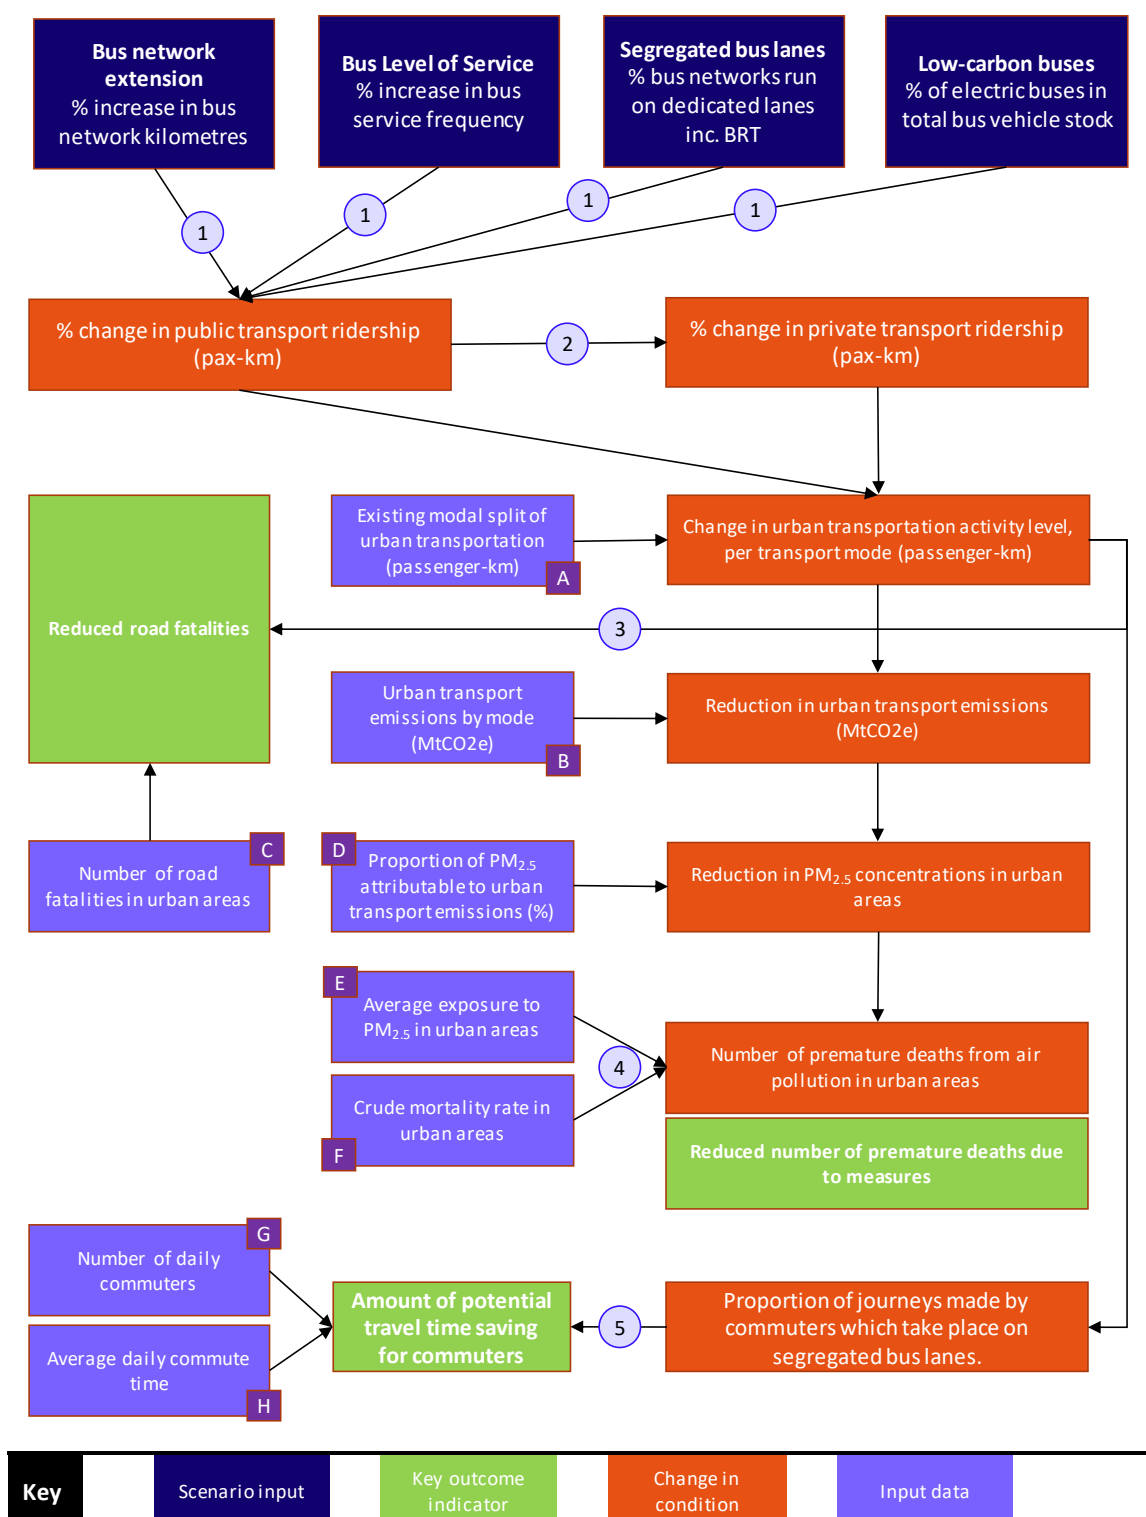 Bus network
extension
% increase in bus
network kilometres
Bus Level of Service
% increase in bus
service frequency
Segregated bus lanes
% bus networks run
on dedicated lanes
inc. BRT
Low-carbon buses
% of electric buses in
total bus vehicle stock
1
1
1
1
% change in public transport ridership
(pax-km)
2
% change in private transport ridership
(pax-km)
Existing modal split of
urban transportation
(passenger-km)
A
Change in urban transportation activity level,
per transport mode (passenger-km)
Reduced road fatalities
3
Urban transport
emissions by mode
(MtCO2e)
B
Reduction in urban transport emissions
(MtCO2e)
C
Number of road
fatalities in urban areas
D
Proportion of PM2.5
attributable to urban
transport emissions (%)
Reduction in PM2.5 concentrations in urban
areas
E
Average exposure to
PM2.5 in urban areas
4
Crude mortality rate in
urban areas
F
Number of premature deaths from air
pollution in urban areas
Reduced number of premature deaths due
to measures
G
Number of daily
commuters
Average daily commute
time
H
Amount of potential
travel time saving
for commuters
5
Proportion of journeys made by
commuters which take place on
segregated bus lanes.
Key
Scenario input
Key outcome
indicator
Change in
condition
Input data